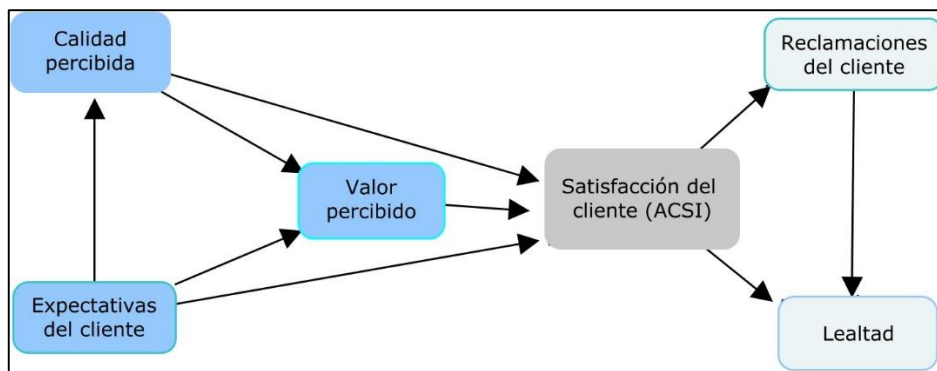 Calidad
percibida
Reclamaciones
del cliente
Valor
percibido
Satisfacción del
cliente (ACSI)
Expectativas
del cliente
Lealtad